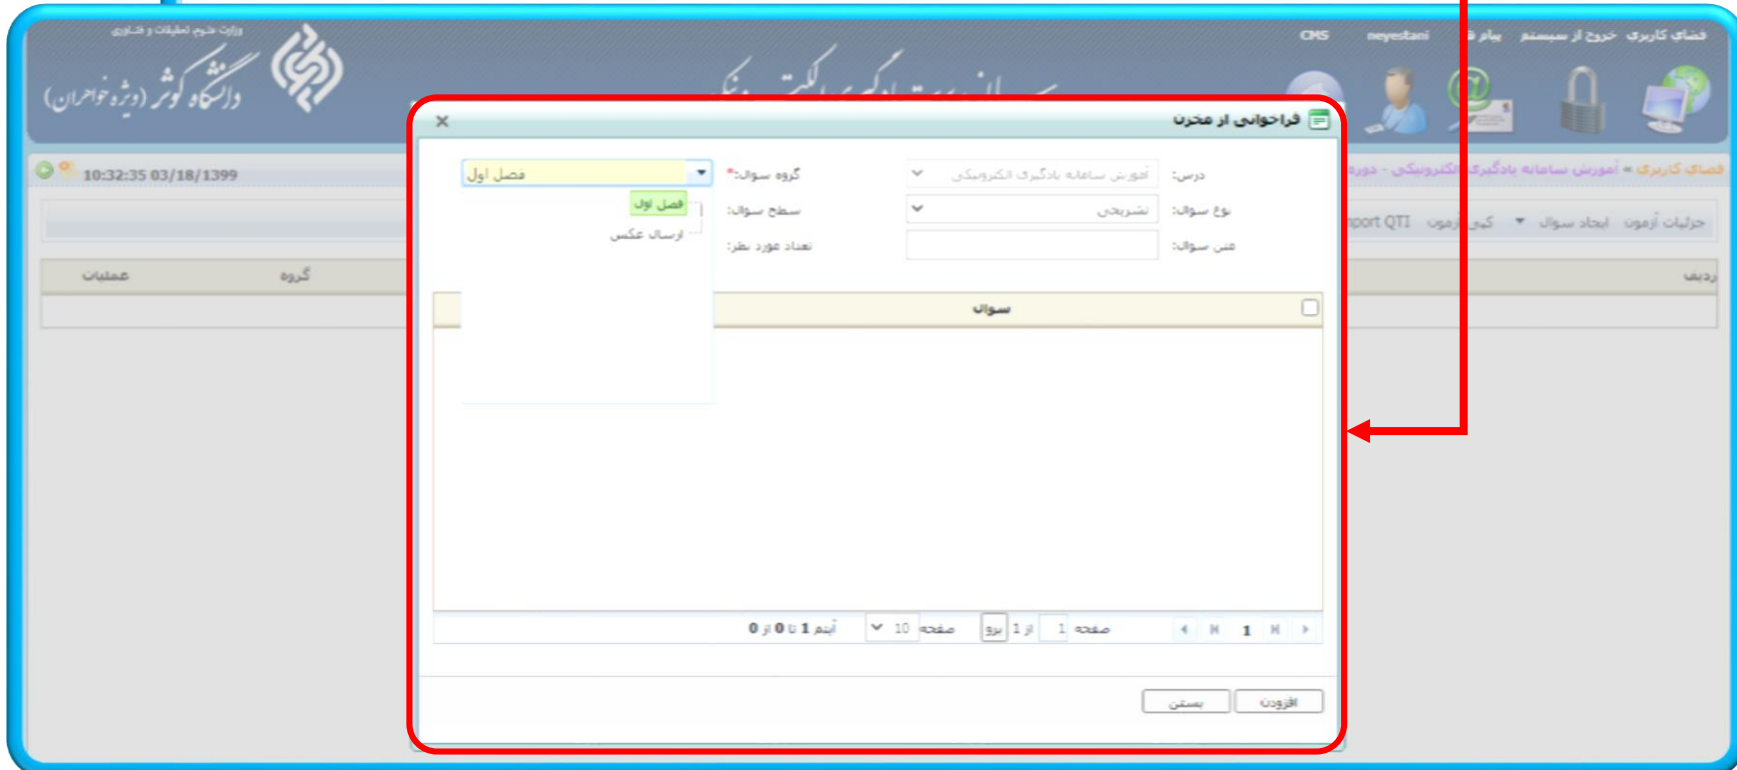 فضای کاربری خروج از سیستم پیام neyestani CMS
وزارت علوم، تحقیقات و فناوری
دانشگاه کوثر (ویژه خواهران)
فراخوانی از مخزن
فضای کاربری » آموزش سامانه یادگیری الکترونیکی - دوره
10:32:35 03/18/1399
درس: آموزش سامانه یادگیری الکترونیکی گروه سوال:* فصل اول
نوع سوال: تشریحی سطح سوال:
متن سوال: تعداد مورد نظر:
فصل اول
ارسال عکس
جزئیات آزمون ایجاد سوال کپی آزمون port QTI
ردیف گروه عملیات
سوال
صفحه 1 از 1 برو صفحه 10 آیتم 1 تا 0 از 0
1
افزودن بستن